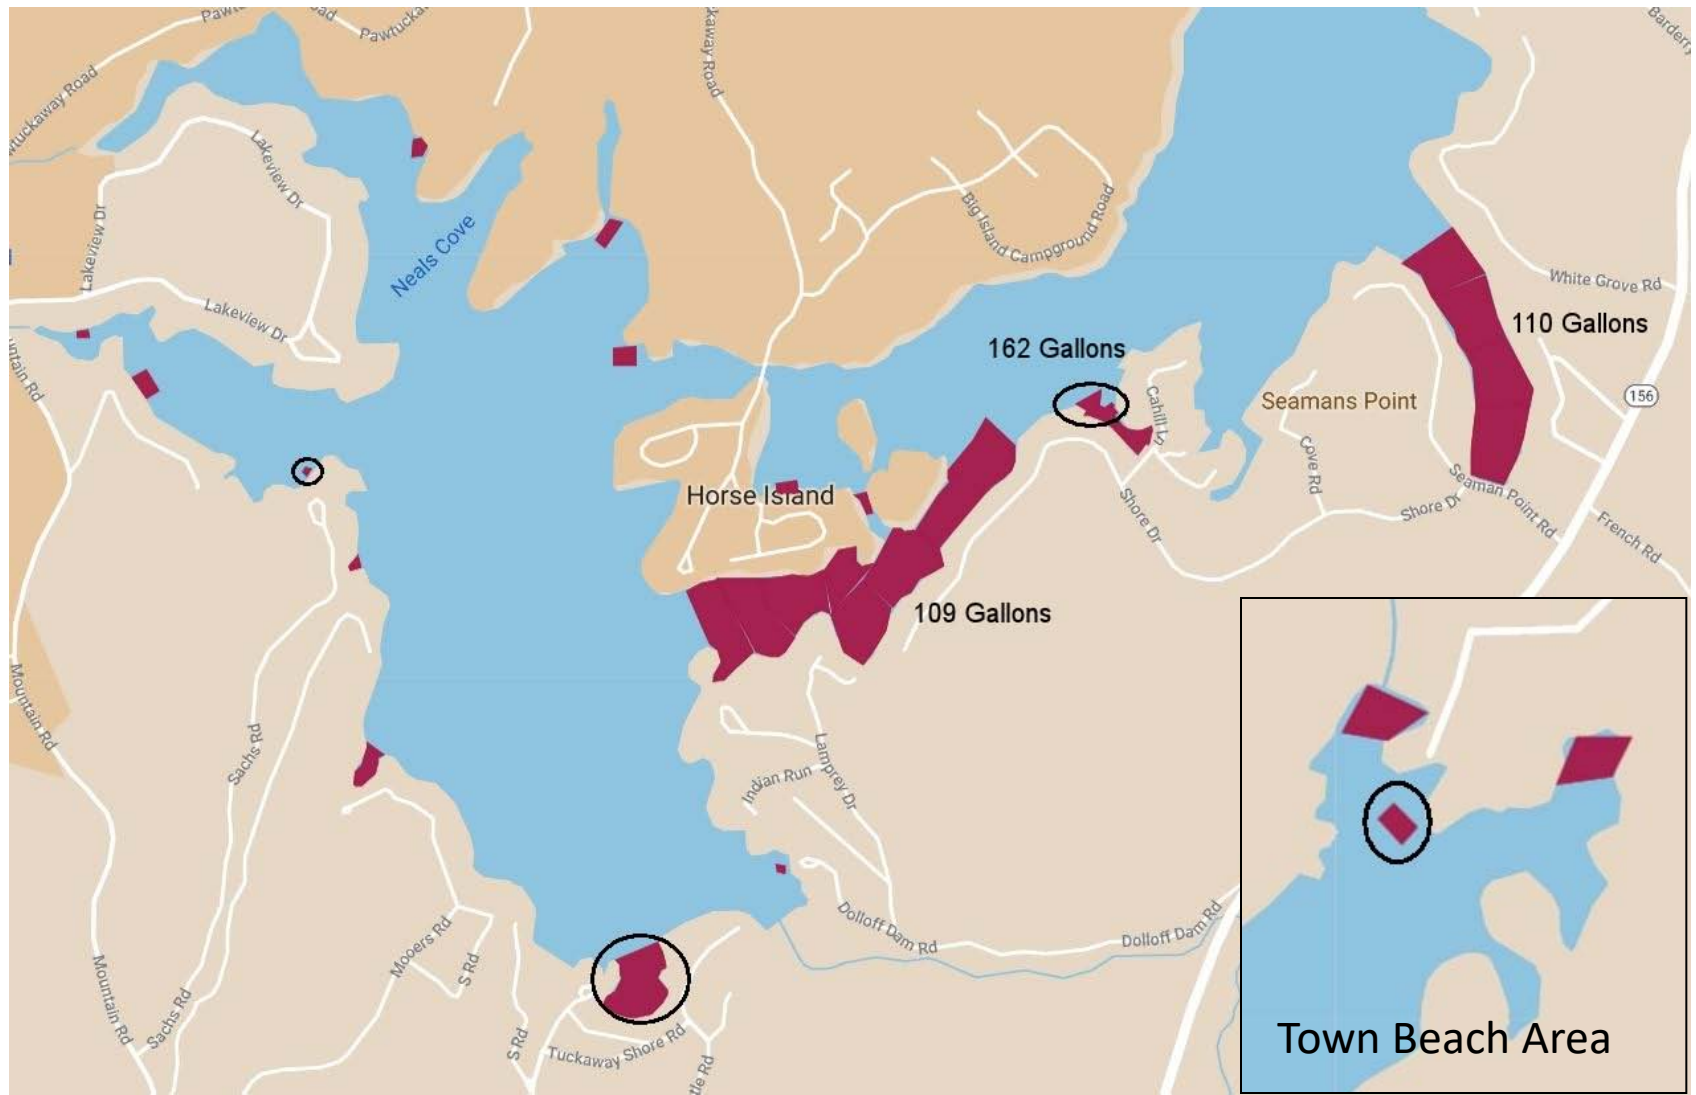 Pawtuckaway Road
Lakeview Dr
Lakeview Dr
Lakeview Dr
Neals Cove
Big Island Campground Road
White Grove Rd
110 Gallons
162 Gallons
156
Seamans Point
Cahill Ln
Cove Rd
Horse Island
Seaman Point Rd
Shore Dr
Shore Dr
French Rd
109 Gallons
Mountain Rd
Sachs Rd
Lamprey Dr
Indian Run
Dolloff Dam Rd
Dolloff Dam Rd
Mooers Rd
S Rd
S Rd
Mountain Rd
Sachs Rd
Tuckaway Shore Rd
Town Beach Area